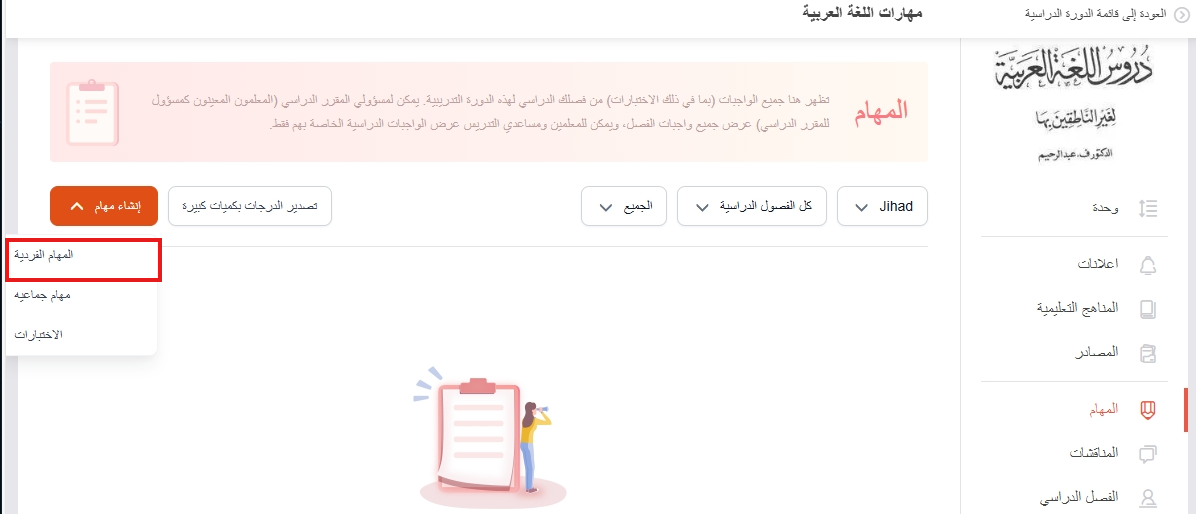 العودة إلى قائمة الدورة الدراسية
مهارات اللغة العربية
دروس اللغة العربية
لغير الناطقين بها
الدكتور ف. عبدالرحيم
وحدة
اعلانات
المناهج التعليمية
المصادر
المهام
المناقشات
الفصل الدراسي
المهام
تظهر هنا جميع الواجبات (بما في ذلك الاختبارات) من فصلك الدراسي لهذه الدورة التدريبية. يمكن لمسؤولي المقرر الدراسي (المعلمون المعينون كمسؤول
للمقرر الدراسي) عرض جميع واجبات الفصل، ويمكن للمعلمين ومساعدي التدريس عرض الواجبات الدراسية الخاصة بهم فقط.
Jihad
كل الفصول الدراسية
الجميع
تصدير الدرجات بكميات كبيرة
إنشاء مهام
المهام الفردية
مهام جماعيه
الاختبارات